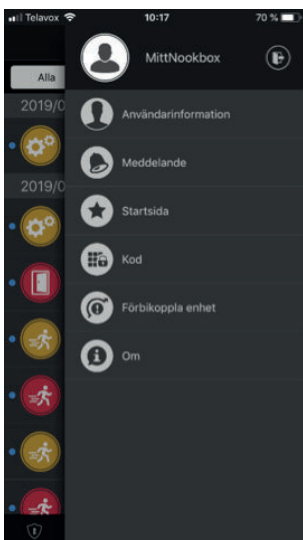 Telavox 10:17 70 %
MittNookbox
Alla
Användarinformation
2019/0
Meddelande
2019/0
Startsida
Kod
Förbikoppla enhet
Om